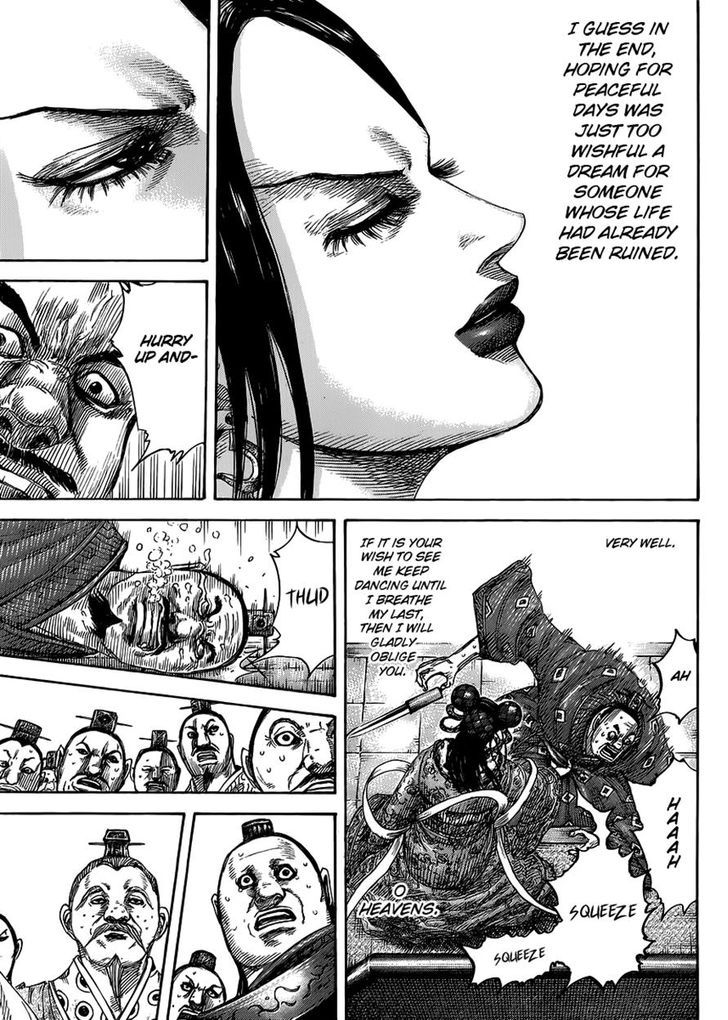 I GUESS IN
THE END,
HOPING FOR
PEACEFUL
DAYS WAS
JUST TOO
WISHFUL A
DREAM FOR
SOMEONE
WHOSE LIFE
HAD ALREADY
BEEN RUINED.
HURRY
UP AND-
VERY WELL.
IF IT IS YOUR
WISH TO SEE
ME KEEP
DANCING UNTIL
I BREATHE
MY LAST,
THEN I WILL
GLADLY-
OBLIGE
YOU.
AH
HAAAH
O
HEAVENS.
SQUEEZE
SQUEEZE
THUD